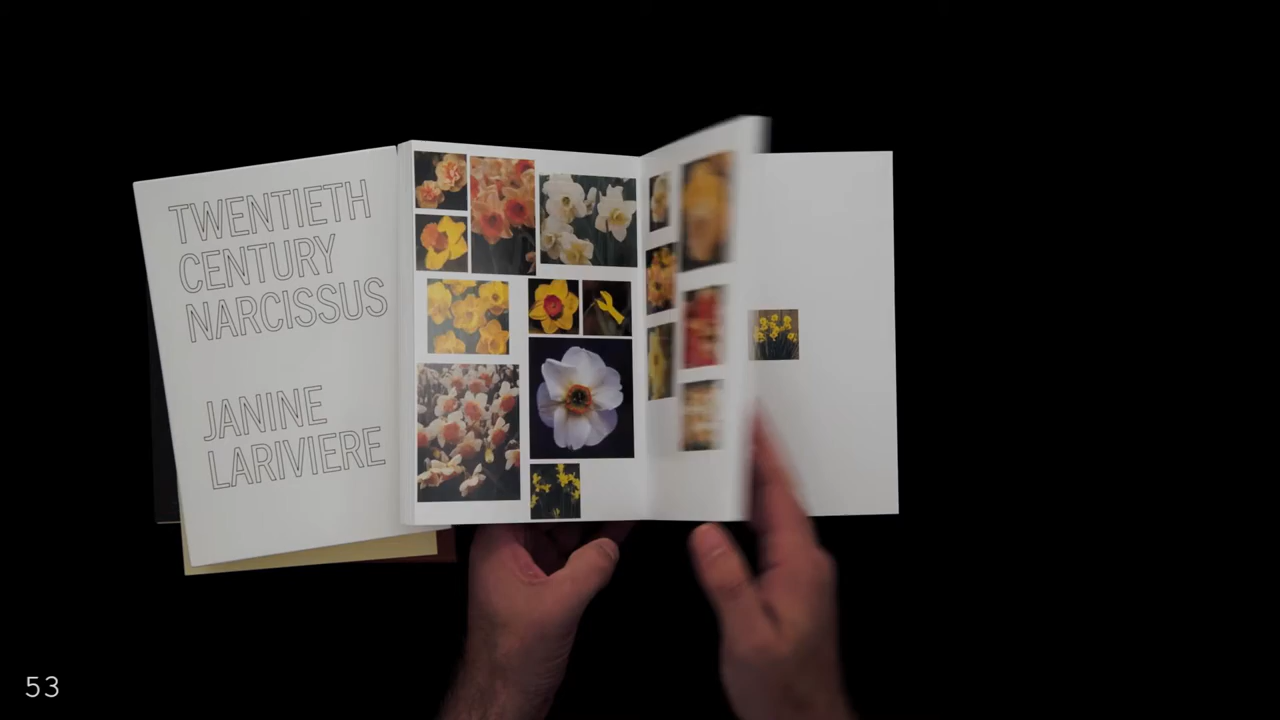 TWENTIETH
CENTURY
NARCISSUS
JANINE
LARIVIERE
53